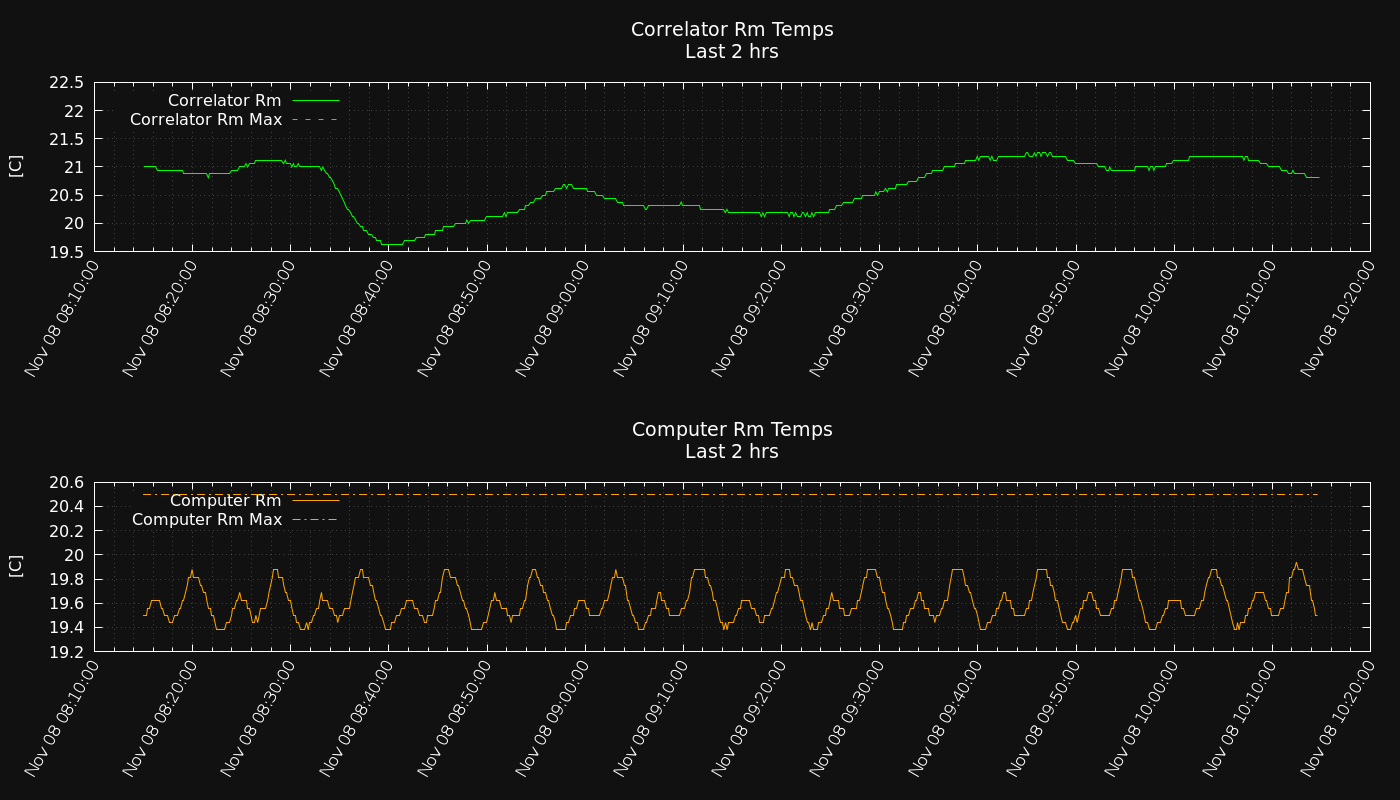 Correlator Rm Temps
Last 2 hrs
22.5
22
21.5
21
20.5
20
19.5
[C]
Correlator Rm
Correlator Rm Max
Nov 08 08:10:00
Nov 08 08:20:00
Nov 08 08:30:00
Nov 08 08:40:00
Nov 08 08:50:00
Nov 08 09:00:00
Nov 08 09:10:00
Nov 08 09:20:00
Nov 08 09:30:00
Nov 08 09:40:00
Nov 08 09:50:00
Nov 08 10:00:00
Nov 08 10:10:00
Nov 08 10:20:00
Computer Rm Temps
Last 2 hrs
20.6
20.4
20.2
20
19.8
19.6
19.4
19.2
[C]
Computer Rm
Computer Rm Max
Nov 08 08:10:00
Nov 08 08:20:00
Nov 08 08:30:00
Nov 08 08:40:00
Nov 08 08:50:00
Nov 08 09:00:00
Nov 08 09:10:00
Nov 08 09:20:00
Nov 08 09:30:00
Nov 08 09:40:00
Nov 08 09:50:00
Nov 08 10:00:00
Nov 08 10:10:00
Nov 08 10:20:00